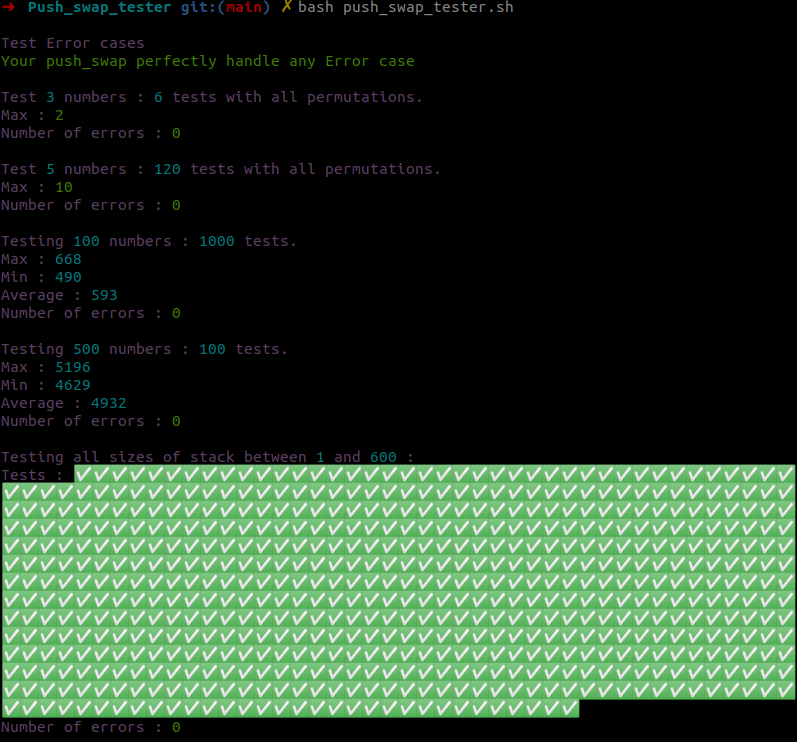 → Push_swap_tester git:(main) ✗ bash push_swap_tester.sh
Test Error cases
Your push_swap perfectly handle any Error case
Test 3 numbers : 6 tests with all permutations.
Max : 2
Number of errors : 0
Test 5 numbers : 120 tests with all permutations.
Max : 10
Number of errors : 0
Testing 100 numbers : 1000 tests.
Max : 668
Min : 490
Average : 593
Number of errors : 0
Testing 500 numbers : 100 tests.
Max : 5196
Min : 4629
Average : 4932
Number of errors : 0
Testing all sizes of stack between 1 and 600 :
Tests :
Number of errors : 0